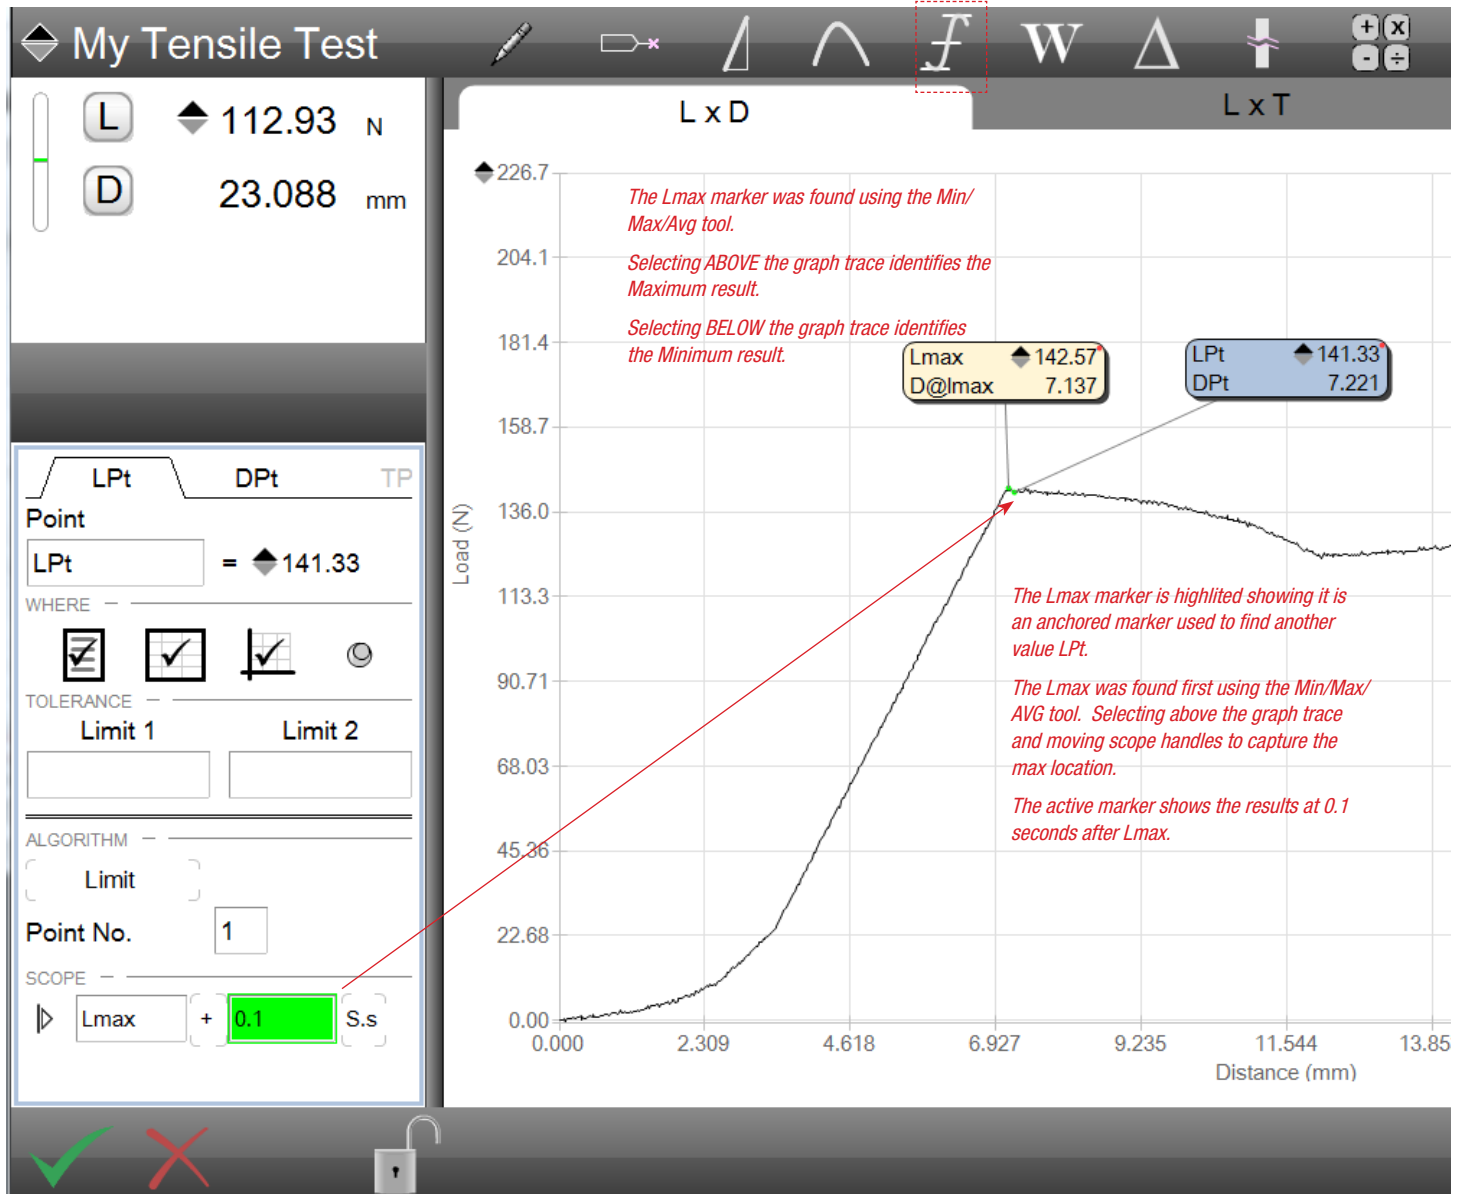 My Tensile Test
W
Δ
+ x
- ÷
L 112.93 N
D 23.088 mm
L x D
L x T
226.7
204.1
181.4
158.7
136.0
113.3
90.71
68.03
45.36
22.68
0.00
Load (N)
0.000 2.309 4.618 6.927 9.235 11.544 13.85
Distance (mm)
The Lmax marker was found using the Min/
Max/Avg tool.
Selecting ABOVE the graph trace identifies the
Maximum result.
Selecting BELOW the graph trace identifies
the Minimum result.
Lmax 142.57
D@lmax 7.137
LPt 141.33
DPt 7.221
The Lmax marker is highlited showing it is
an anchored marker used to find another
value LPt.
The Lmax was found first using the Min/Max/
AVG tool. Selecting above the graph trace
and moving scope handles to capture the
max location.
The active marker shows the results at 0.1
seconds after Lmax.
LPt DPt TP
Point
LPt = 141.33
WHERE
TOLERANCE
Limit 1 Limit 2
ALGORITHM
Limit
Point No. 1
SCOPE
Lmax + 0.1 S.s